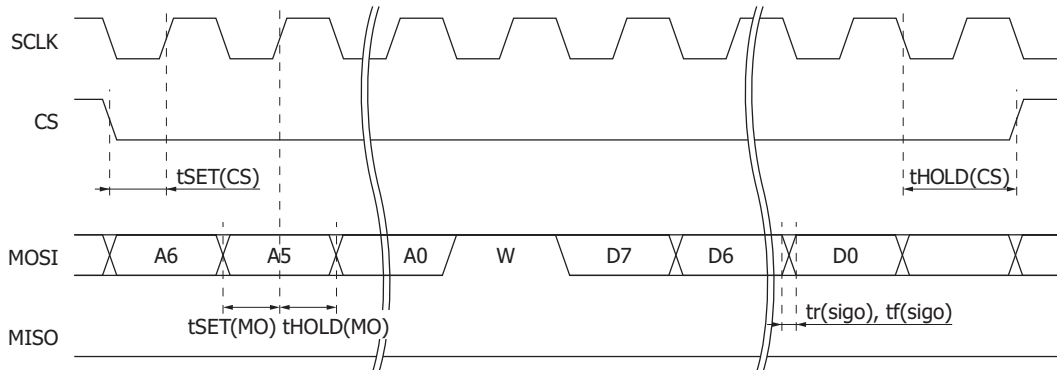 SCLK
CS
tSET(CS)
tHOLD(CS)
MOSI
A6
A5
A0
W
D7
D6
D0
tSET(MO)
tHOLD(MO)
tr(sigo), tf(sigo)
MISO